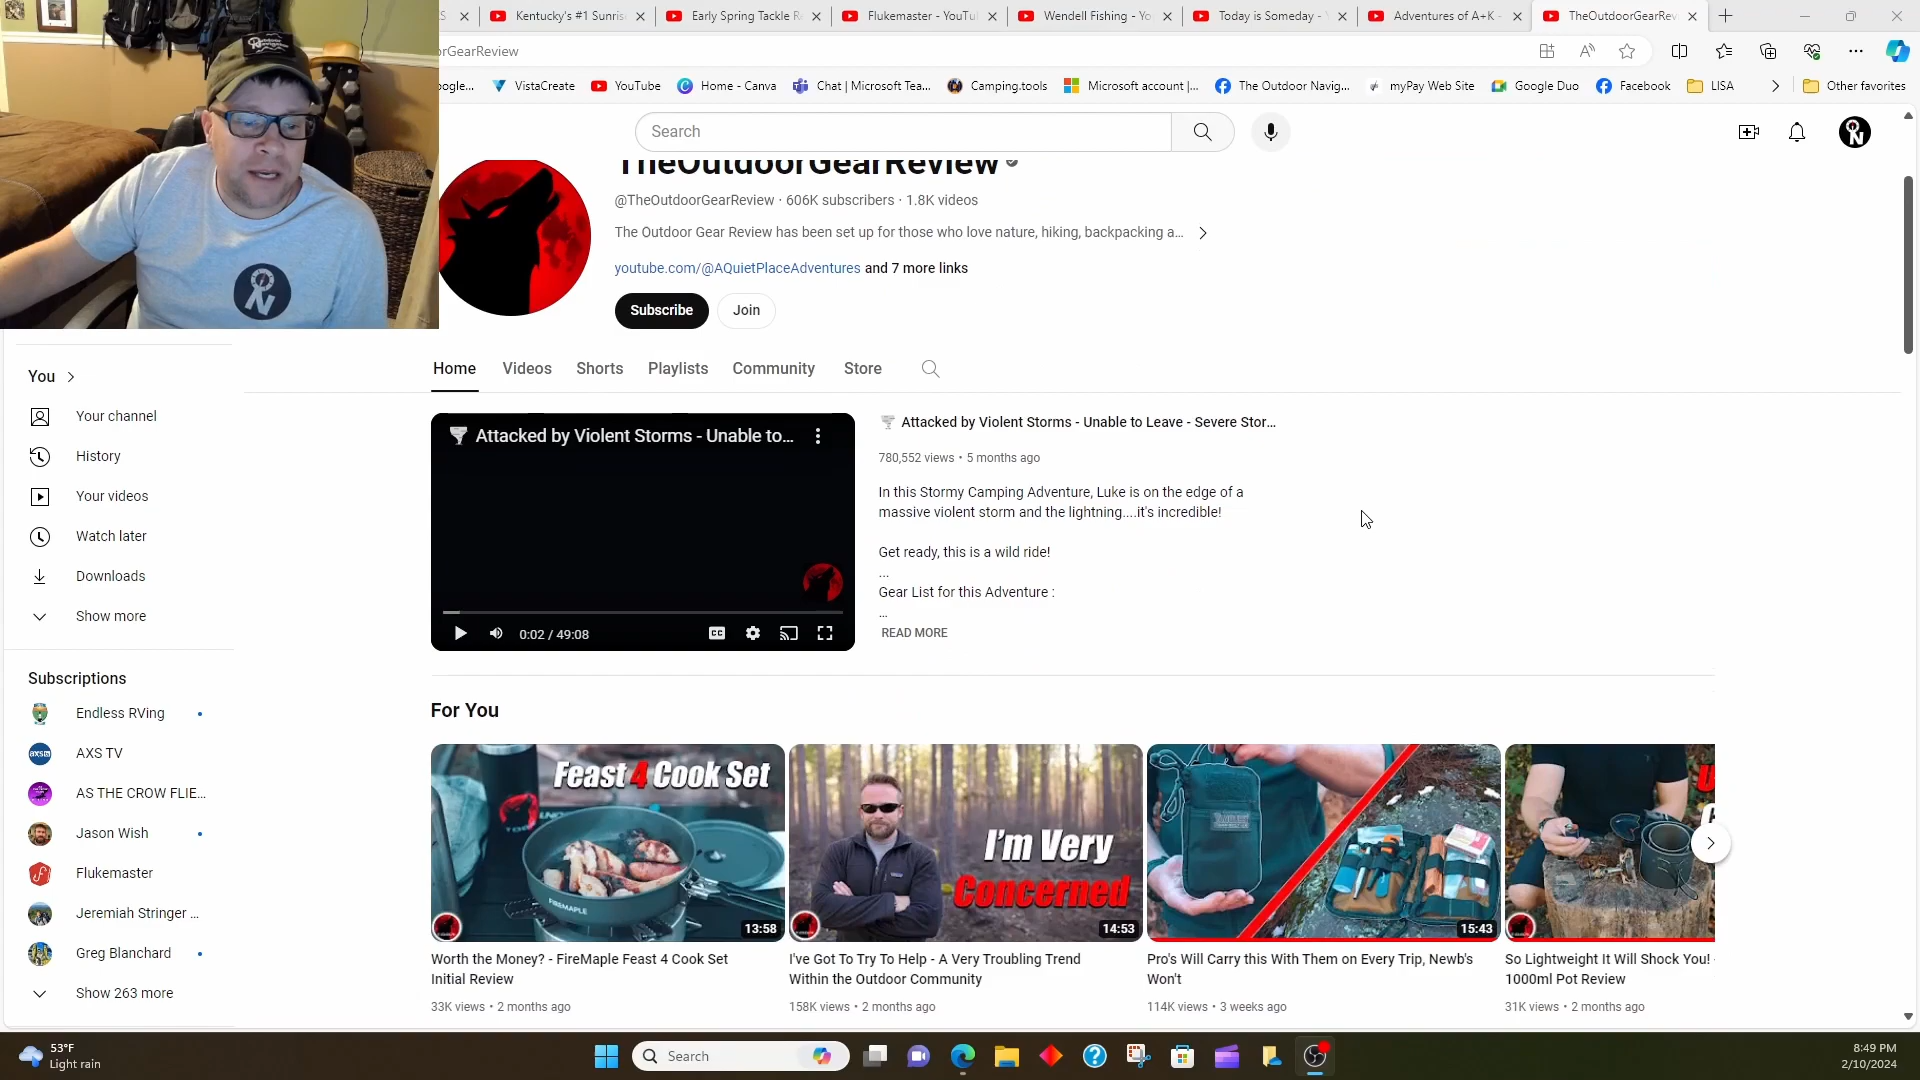 Kentucky's #1 Sunris
Early Spring Tackle R
Flukemaster - YouTu
Wendell Fishing - Yo
Today is Someday -
Adventures of A+K -
TheOutdoorGearRev
orGearReview
ogle...
VistaCreate
YouTube
Home - Canva
Chat | Microsoft Tea...
Camping.tools
Microsoft account |...
The Outdoor Navig...
myPay Web Site
Google Duo
Facebook
LISA
Other favorites
Search
TheOutdoorGearReview
@TheOutdoorGearReview · 606K subscribers · 1.8K videos
The Outdoor Gear Review has been set up for those who love nature, hiking, backpacking a...
youtube.com/@AQuietPlaceAdventures and 7 more links
Subscribe
Join
Home
Videos
Shorts
Playlists
Community
Store
You
Your channel
History
Your videos
Watch later
Downloads
Show more
Subscriptions
Endless RVing
AXS TV
AS THE CROW FLIE...
Jason Wish
Flukemaster
Jeremiah Stringer ...
Greg Blanchard
Show 263 more
Attacked by Violent Storms - Unable to...
0:02 / 49:08
CC
Attacked by Violent Storms - Unable to Leave - Severe Stor...
780,552 views • 5 months ago
In this Stormy Camping Adventure, Luke is on the edge of a
massive violent storm and the lightning....it's incredible!
Get ready, this is a wild ride!
...
Gear List for this Adventure :
...
READ MORE
For You
Feast 4 Cook Set
FIREMAPLE
13:58
Worth the Money? - FireMaple Feast 4 Cook Set
Initial Review
33K views • 2 months ago
I'm Very
Concerned
14:53
I've Got To Try To Help - A Very Troubling Trend
Within the Outdoor Community
158K views • 2 months ago
15:43
Pro's Will Carry this With Them on Every Trip, Newb's
Won't
114K views • 3 weeks ago
So Lightweight It Will Shock You! -
1000ml Pot Review
31K views • 2 months ago
53°F
Light rain
Search
8:49 PM
2/10/2024